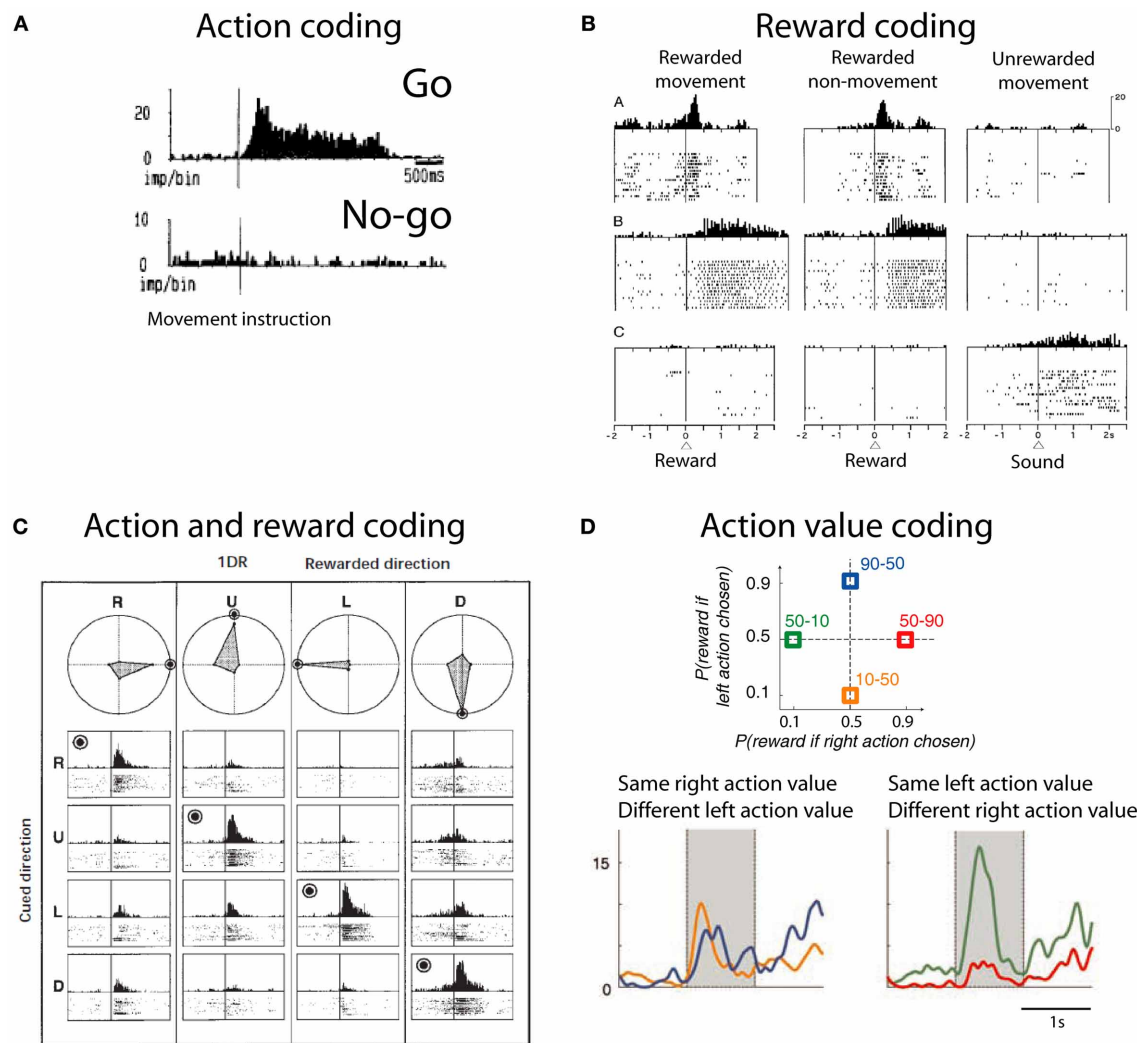 A
Action coding
Go
20
0
imp/bin
500ms
No-go
10
0
imp/bin
Movement instruction
B
Reward coding
Rewarded
movement
Rewarded
non-movement
Unrewarded
movement
A
20
0
B
C
-2 -1 0 1 2
-2 -1 0 1 2
-2 -1 0 1 2s
Reward
Reward
Sound
C
Action and reward coding
1DR
Rewarded direction
R U L D
Cued direction
R
U
L
D
D
Action value coding
P(reward if
left action chosen)
0.9
0.5
0.1
90-50
50-10
50-90
10-50
0.1 0.5 0.9
P(reward if right action chosen)
Same right action value
Different left action value
Same left action value
Different right action value
15
0
1s